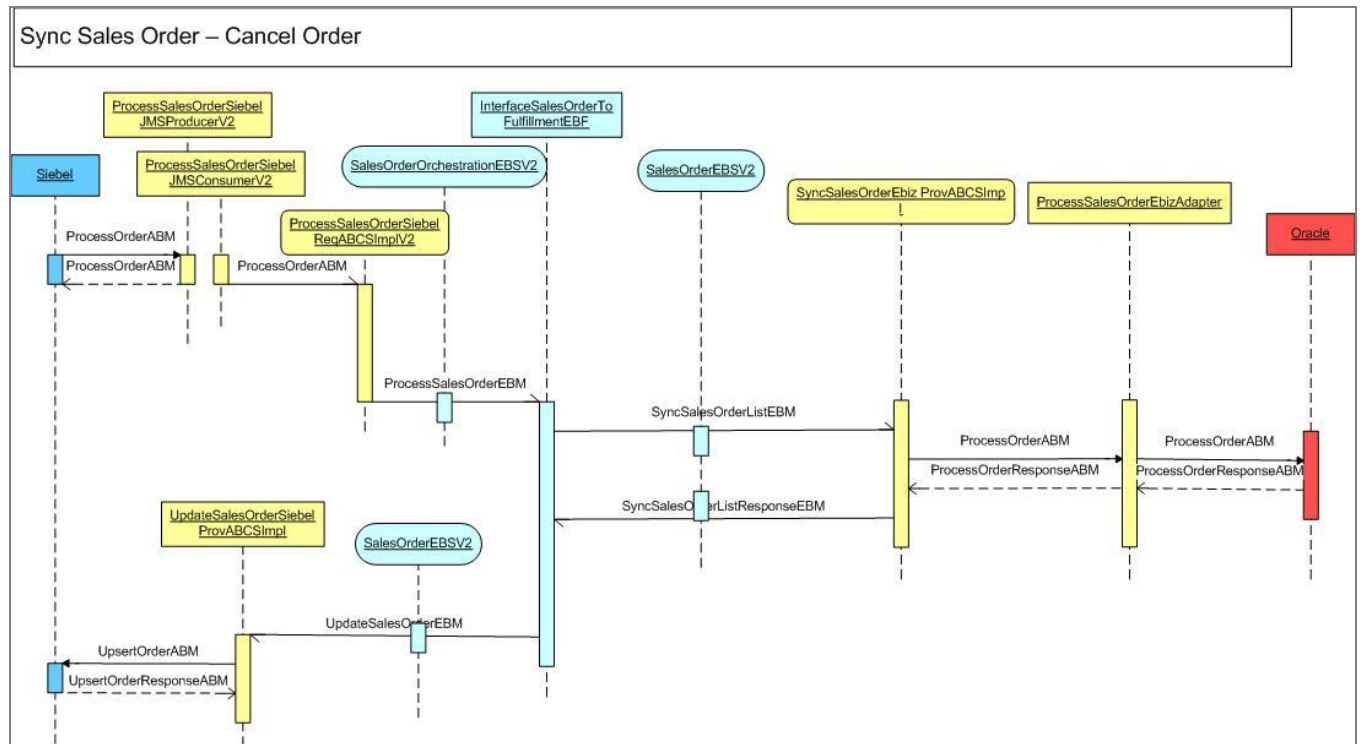 Sync Sales Order – Cancel Order
ProcessSalesOrderSiebel
JMSProducerV2
InterfaceSalesOrderTo
FulfillmentEBF
Siebel
ProcessSalesOrderSiebel
JMSConsumerV2
SalesOrderOrchestrationEBSV2
SalesOrderEBSV2
SyncSalesOrderEbiz ProvABCSImp
l
ProcessSalesOrderEbizAdapter
Oracle
ProcessSalesOrderSiebel
ReqABCSImplV2
ProcessOrderABM
ProcessOrderABM
ProcessOrderABM
ProcessSalesOrderEBM
SyncSalesOrderListEBM
ProcessOrderABM
ProcessOrderABM
ProcessOrderResponseABM
ProcessOrderResponseABM
SyncSalesOrderListResponseEBM
UpdateSalesOrderSiebel
ProvABCSImpl
SalesOrderEBSV2
UpdateSalesOrderEBM
UpsertOrderABM
UpsertOrderResponseABM